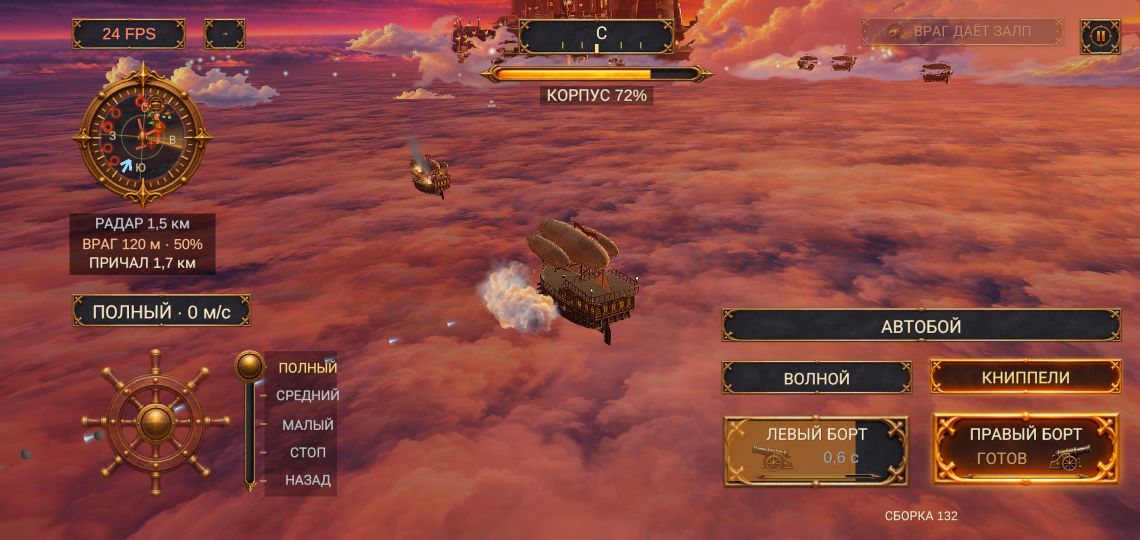 24 FPS
С
ВРАГ ДАЁТ ЗАЛП
КОРПУС 72%
З
В
Ю
РАДАР 1,5 км
ВРАГ 120 м · 50%
ПРИЧАЛ 1,7 км
ПОЛНЫЙ · 0 м/с
ПОЛНЫЙ
СРЕДНИЙ
МАЛЫЙ
СТОП
НАЗАД
АВТОБОЙ
ВОЛНОЙ
КНИППЕЛИ
ЛЕВЫЙ БОРТ
0,6 с
ПРАВЫЙ БОРТ
ГОТОВ
СБОРКА 132